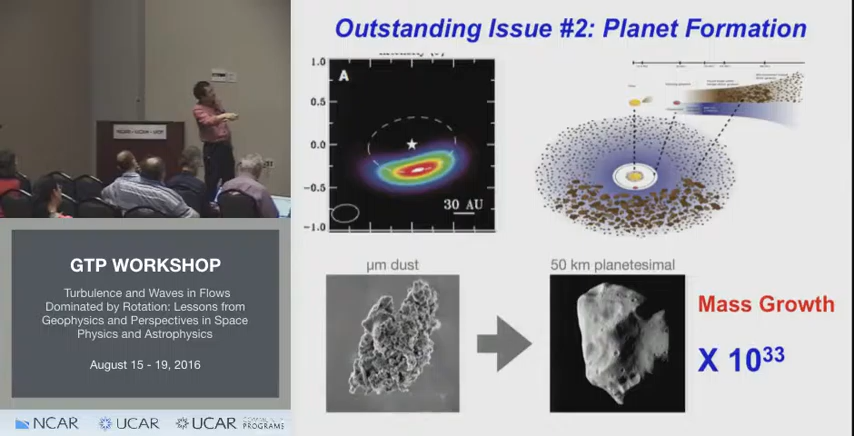 Outstanding Issue #2: Planet Formation
A
1.0
0.5
0.0
-0.5
-1.0
30 AU
µm dust
50 km planetesimal
Mass Growth
X 10³³
GTP WORKSHOP
Turbulence and Waves in Flows
Dominated by Rotation: Lessons from
Geophysics and Perspectives in Space
Physics and Astrophysics
August 15 - 19, 2016
NCAR
UCAR
UCAR
PROGRAMS